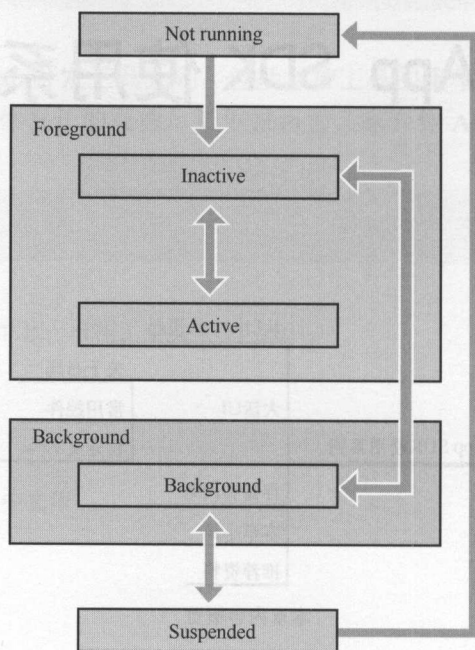 Not running
Foreground
Inactive
Active
Background
Background
Suspended